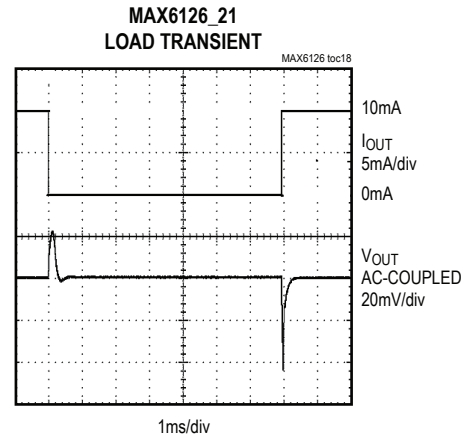 MAX6126_21
LOAD TRANSIENT
MAX6126 toc18
10mA
IOUT
5mA/div
0mA
VOUT
AC-COUPLED
20mV/div
1ms/div